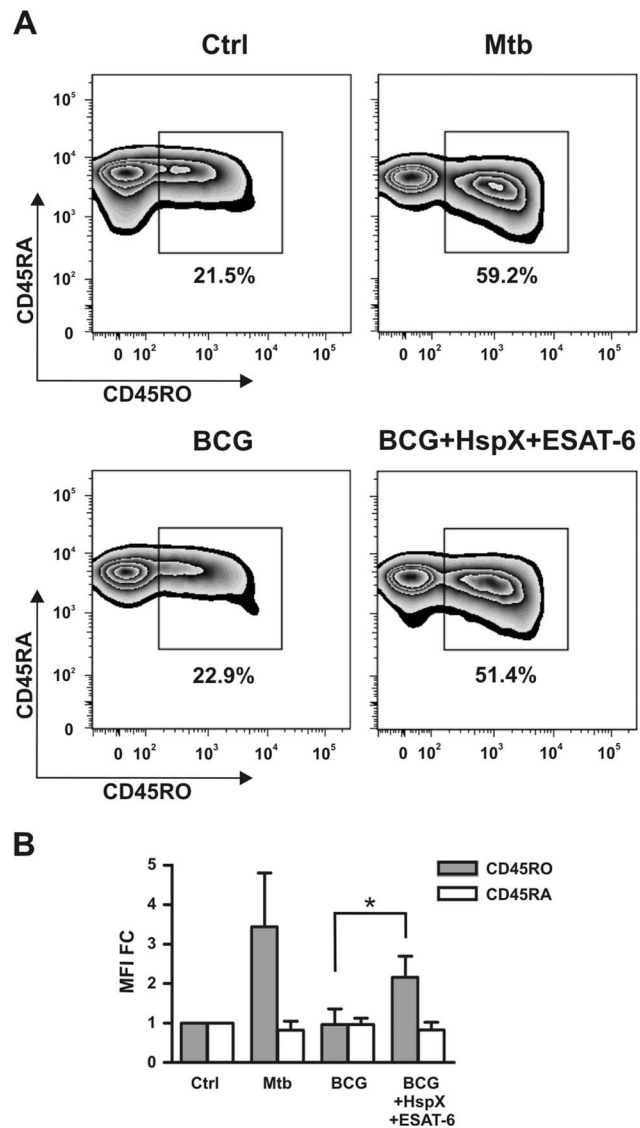 A
Ctrl
Mtb
10⁵
10⁴
10³
10²
0
CD45RA
21.5%
59.2%
0 10² 10³ 10⁴ 10⁵
0 10² 10³ 10⁴ 10⁵
CD45RO
BCG
BCG+HspX+ESAT-6
10⁵
10⁴
10³
10²
0
CD45RA
22.9%
51.4%
0 10² 10³ 10⁴ 10⁵
0 10² 10³ 10⁴ 10⁵
CD45RO
B
5
4
3
2
1
0
MFI FC
*
CD45RO
CD45RA
Ctrl
Mtb
BCG
BCG
+HspX
+ESAT-6